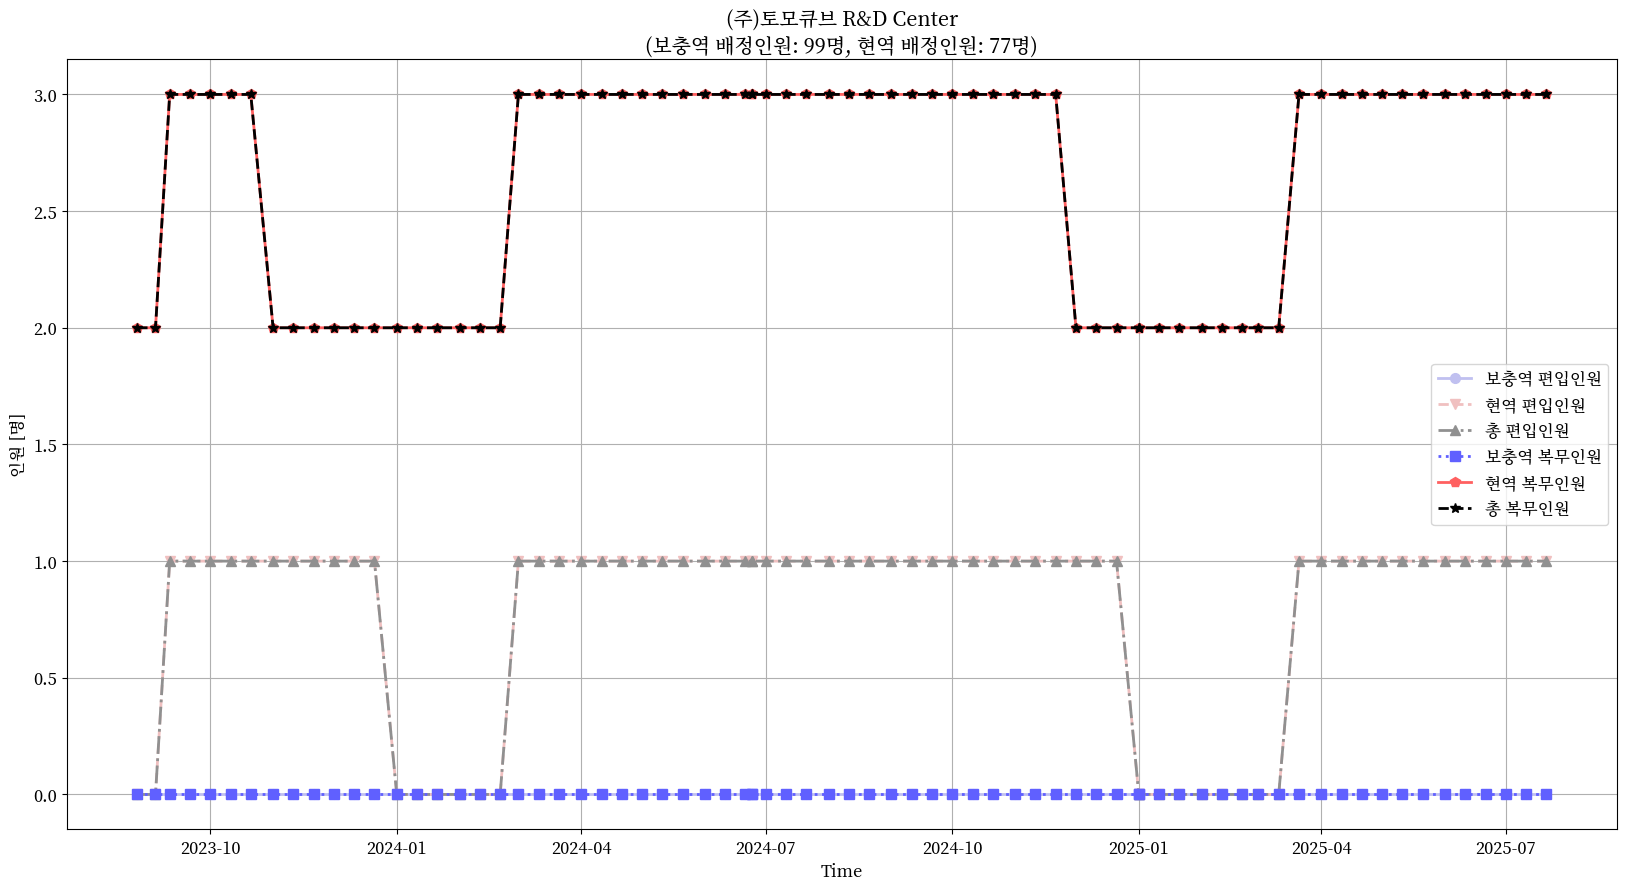 (주)토모큐브 R&D Center
(보충역 배정인원: 99명, 현역 배정인원: 77명)
3.0
2.5
2.0
1.5
1.0
0.5
0.0
인원 [명]
보충역 편입인원
현역 편입인원
총 편입인원
보충역 복무인원
현역 복무인원
총 복무인원
2023-10
2024-01
2024-04
2024-07
2024-10
2025-01
2025-04
2025-07
Time